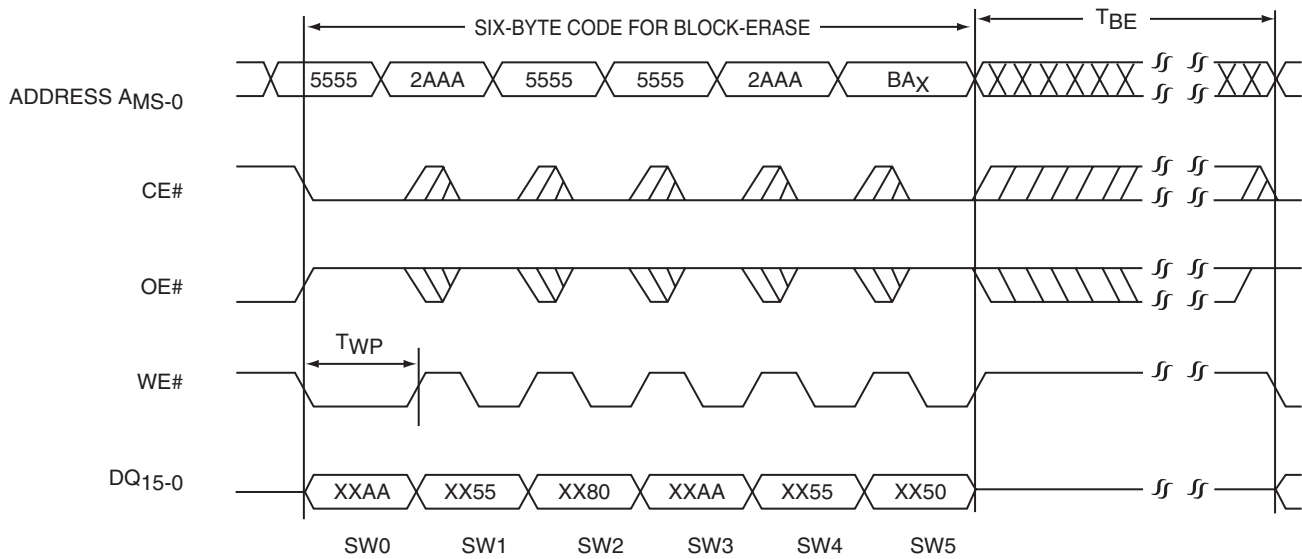 SIX-BYTE CODE FOR BLOCK-ERASE TBE
ADDRESS AMS-0 5555 2AAA 5555 5555 2AAA BAX
CE#
OE#
TWP
WE#
DQ15-0 XXAA XX55 XX80 XXAA XX55 XX50
SW0 SW1 SW2 SW3 SW4 SW5